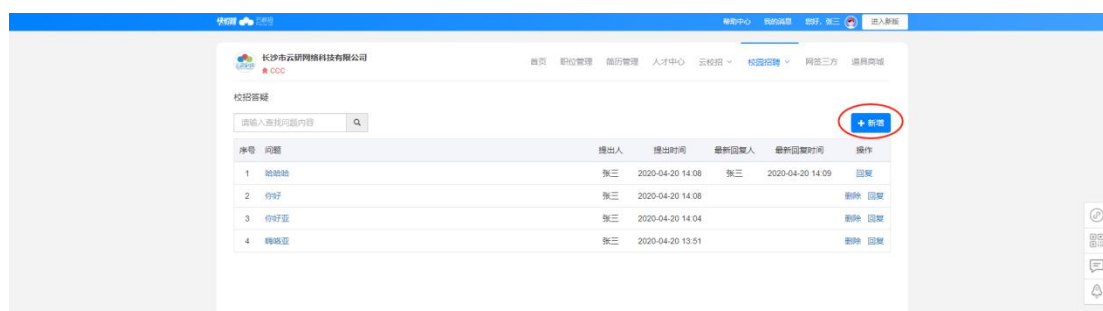 帮助中心 我的消息 您好, 张三 进入新版
长沙市云研网络科技有限公司
CCC
首页 职位管理 简历管理 人才中心 云校招 校园招聘 网签三方 道具商城
校招答疑
请输入查找问题内容
+ 新增
序号 问题 提出人 提出时间 最新回复人 最新回复时间 操作
1 哈哈哈 张三 2020-04-20 14:08 张三 2020-04-20 14:09 回复
2 你好 张三 2020-04-20 14:08 删除 回复
3 你好亚 张三 2020-04-20 14:04 删除 回复
4 张三 2020-04-20 13:51 删除 回复